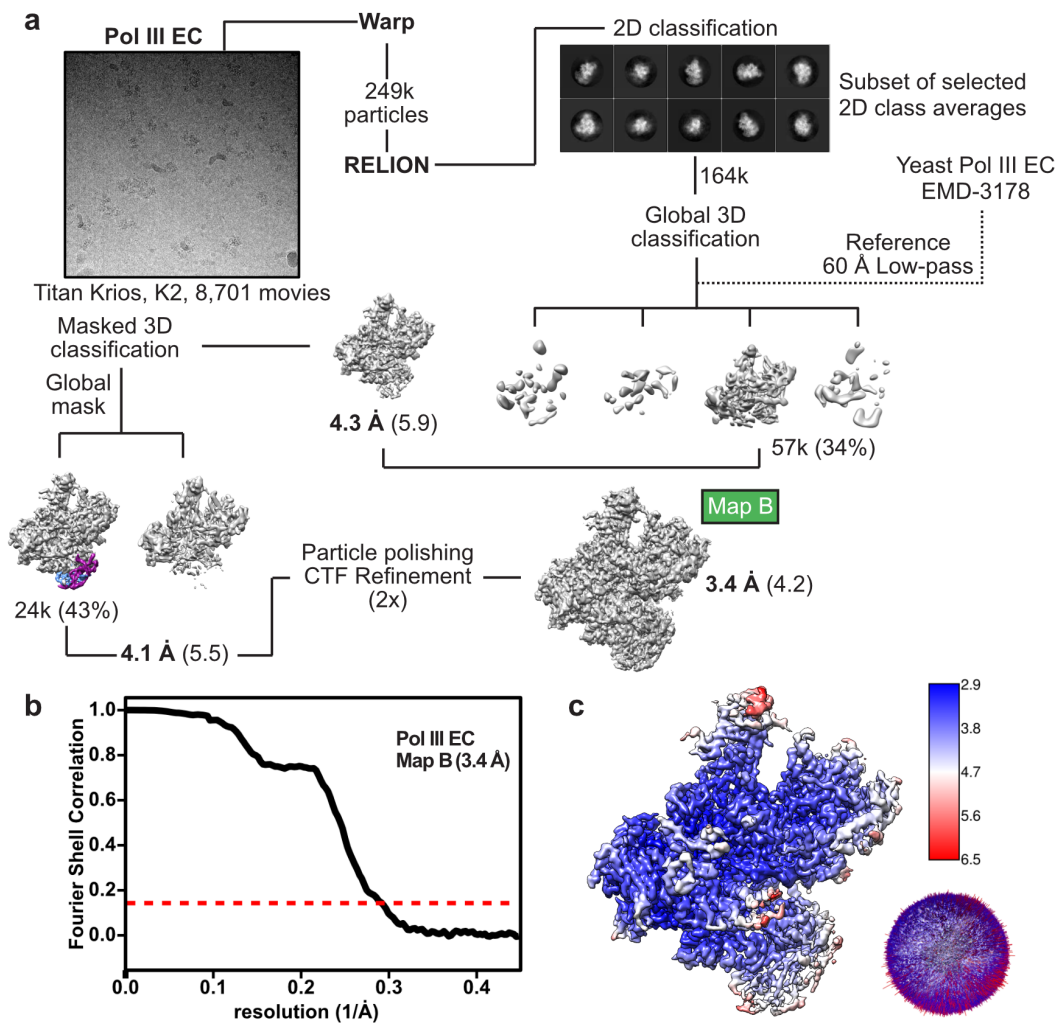 a
Pol III EC
Warp
249k
particles
RELION
2D classification
Subset of selected
2D class averages
164k
Yeast Pol III EC
EMD-3178
Global 3D
classification
Reference
60 Å Low-pass
Titan Krios, K2, 8,701 movies
Masked 3D
classification
Global
mask
4.3 Å (5.9)
57k (34%)
24k (43%)
4.1 Å (5.5)
Particle polishing
CTF Refinement
(2x)
Map B
3.4 Å (4.2)
b
Fourier Shell Correlation
1.0
0.8
0.6
0.4
0.2
0.0
Pol III EC
Map B (3.4 Å)
0.0 0.1 0.2 0.3 0.4
resolution (1/Å)
c
2.9
3.8
4.7
5.6
6.5